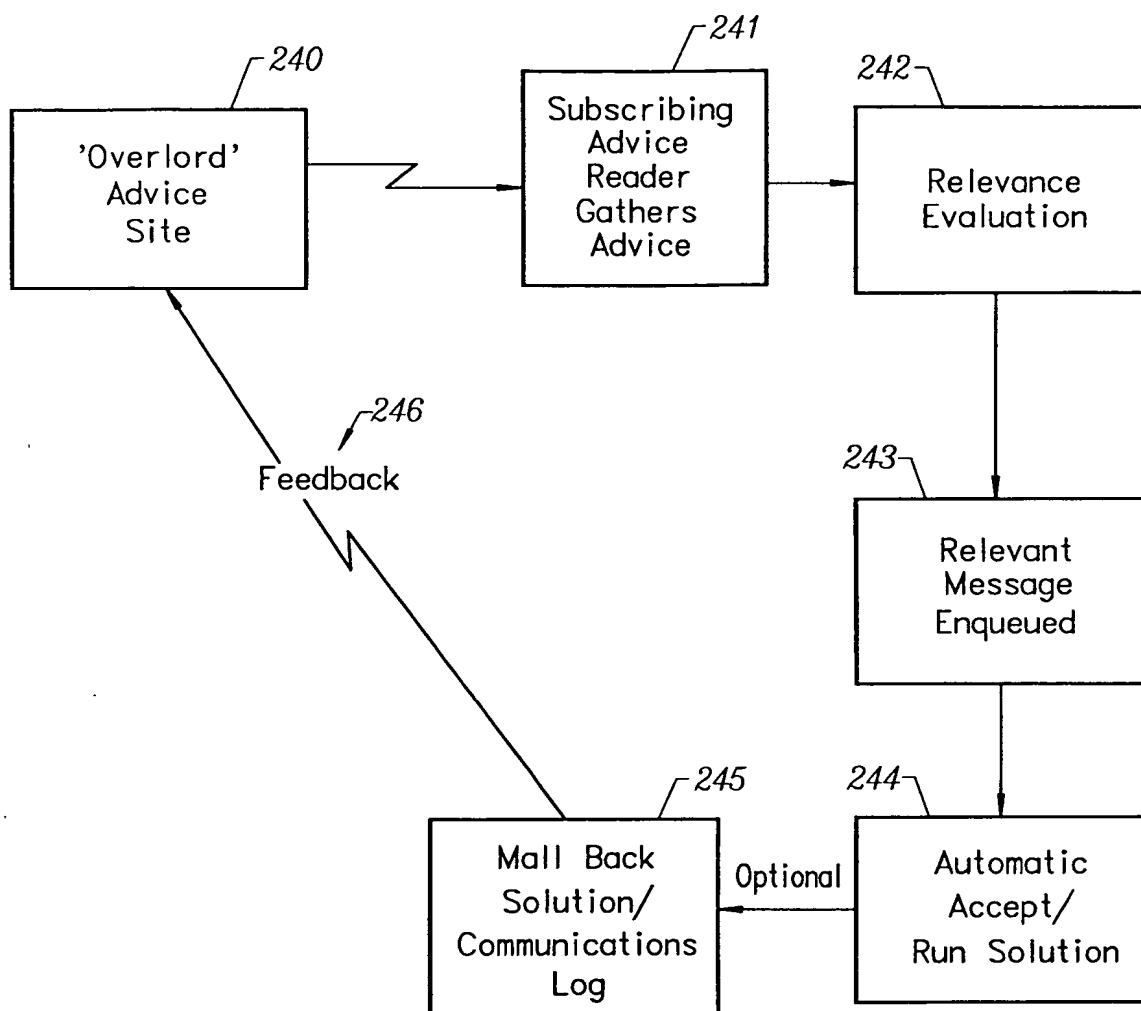 240
'Overlord'
Advice
Site
241
Subscribing
Advice
Reader
Gathers
Advice
242
Relevance
Evaluation
243
Relevant
Message
Enqueued
244
Automatic
Accept/
Run Solution
Optional
245
Mall Back
Solution/
Communications
Log
246
Feedback